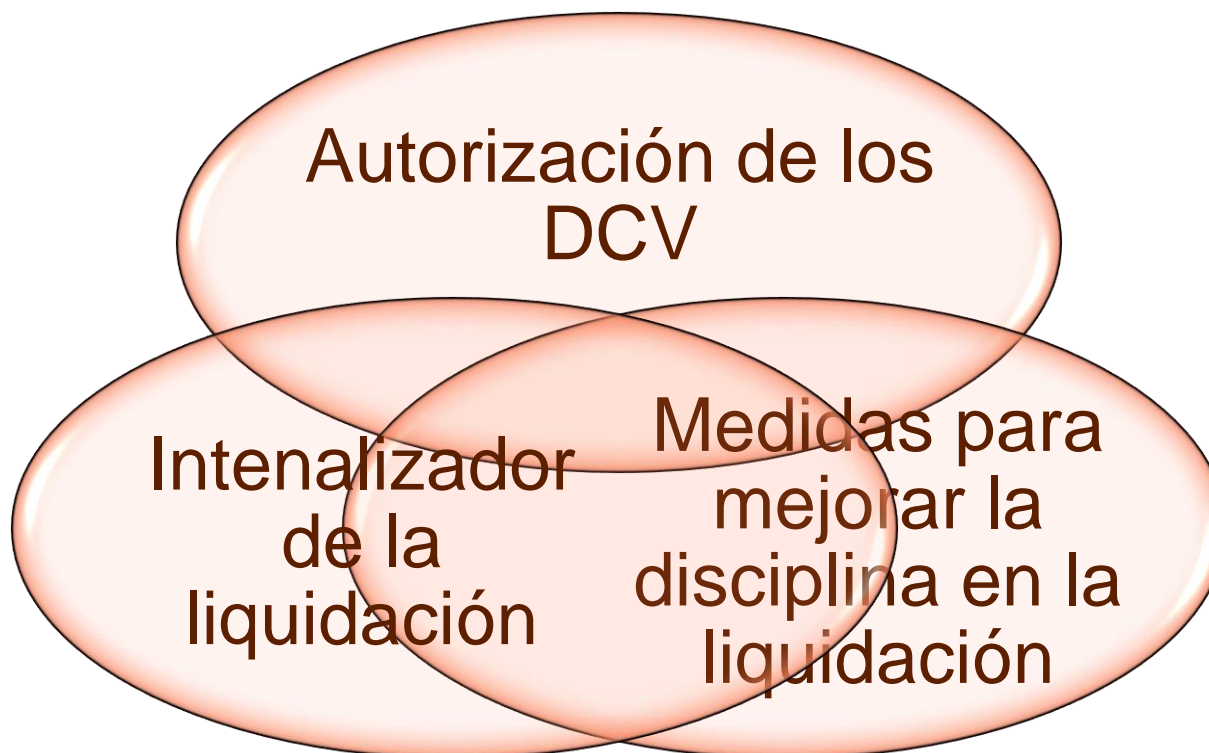 Autorización de los
DCV
Intenalizador
de la
liquidación
Medidas para
mejorar la
disciplina en la
liquidación